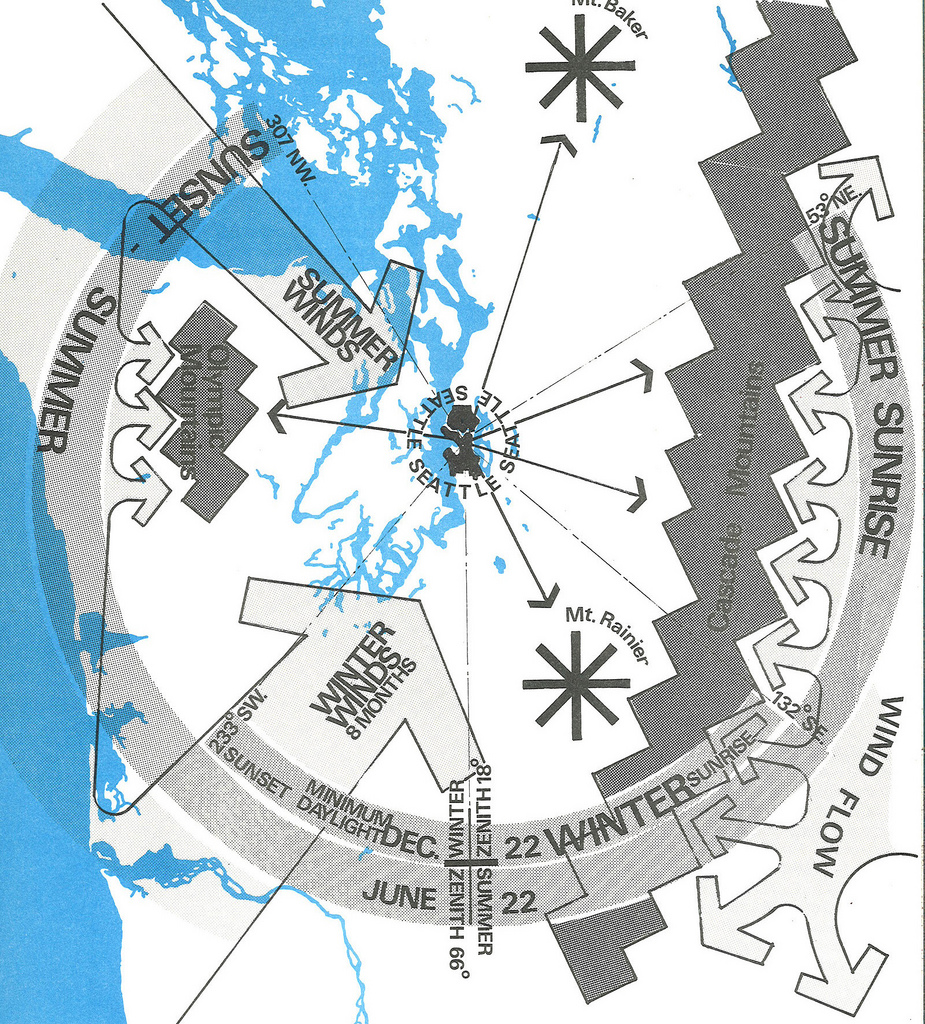 Mt. Baker
307 NW.
SUNSET -
SUMMER
53° NE.
SUMMER SUNRISE
SUMMER
WINDS
Olympic
Mountains
SEATTLE SEATTLE SEATTLE
Cascade Mountains
Mt. Rainier
WINTER
WINDS
8 MONTHS
233° SW.
SUNSET
MINIMUM
DAYLIGHT
DEC. 22
WINTER
SUNRISE
132° SE.
WINTER
ZENITH 18°
JUNE 22
ZENITH 66°
SUMMER
WIND FLOW